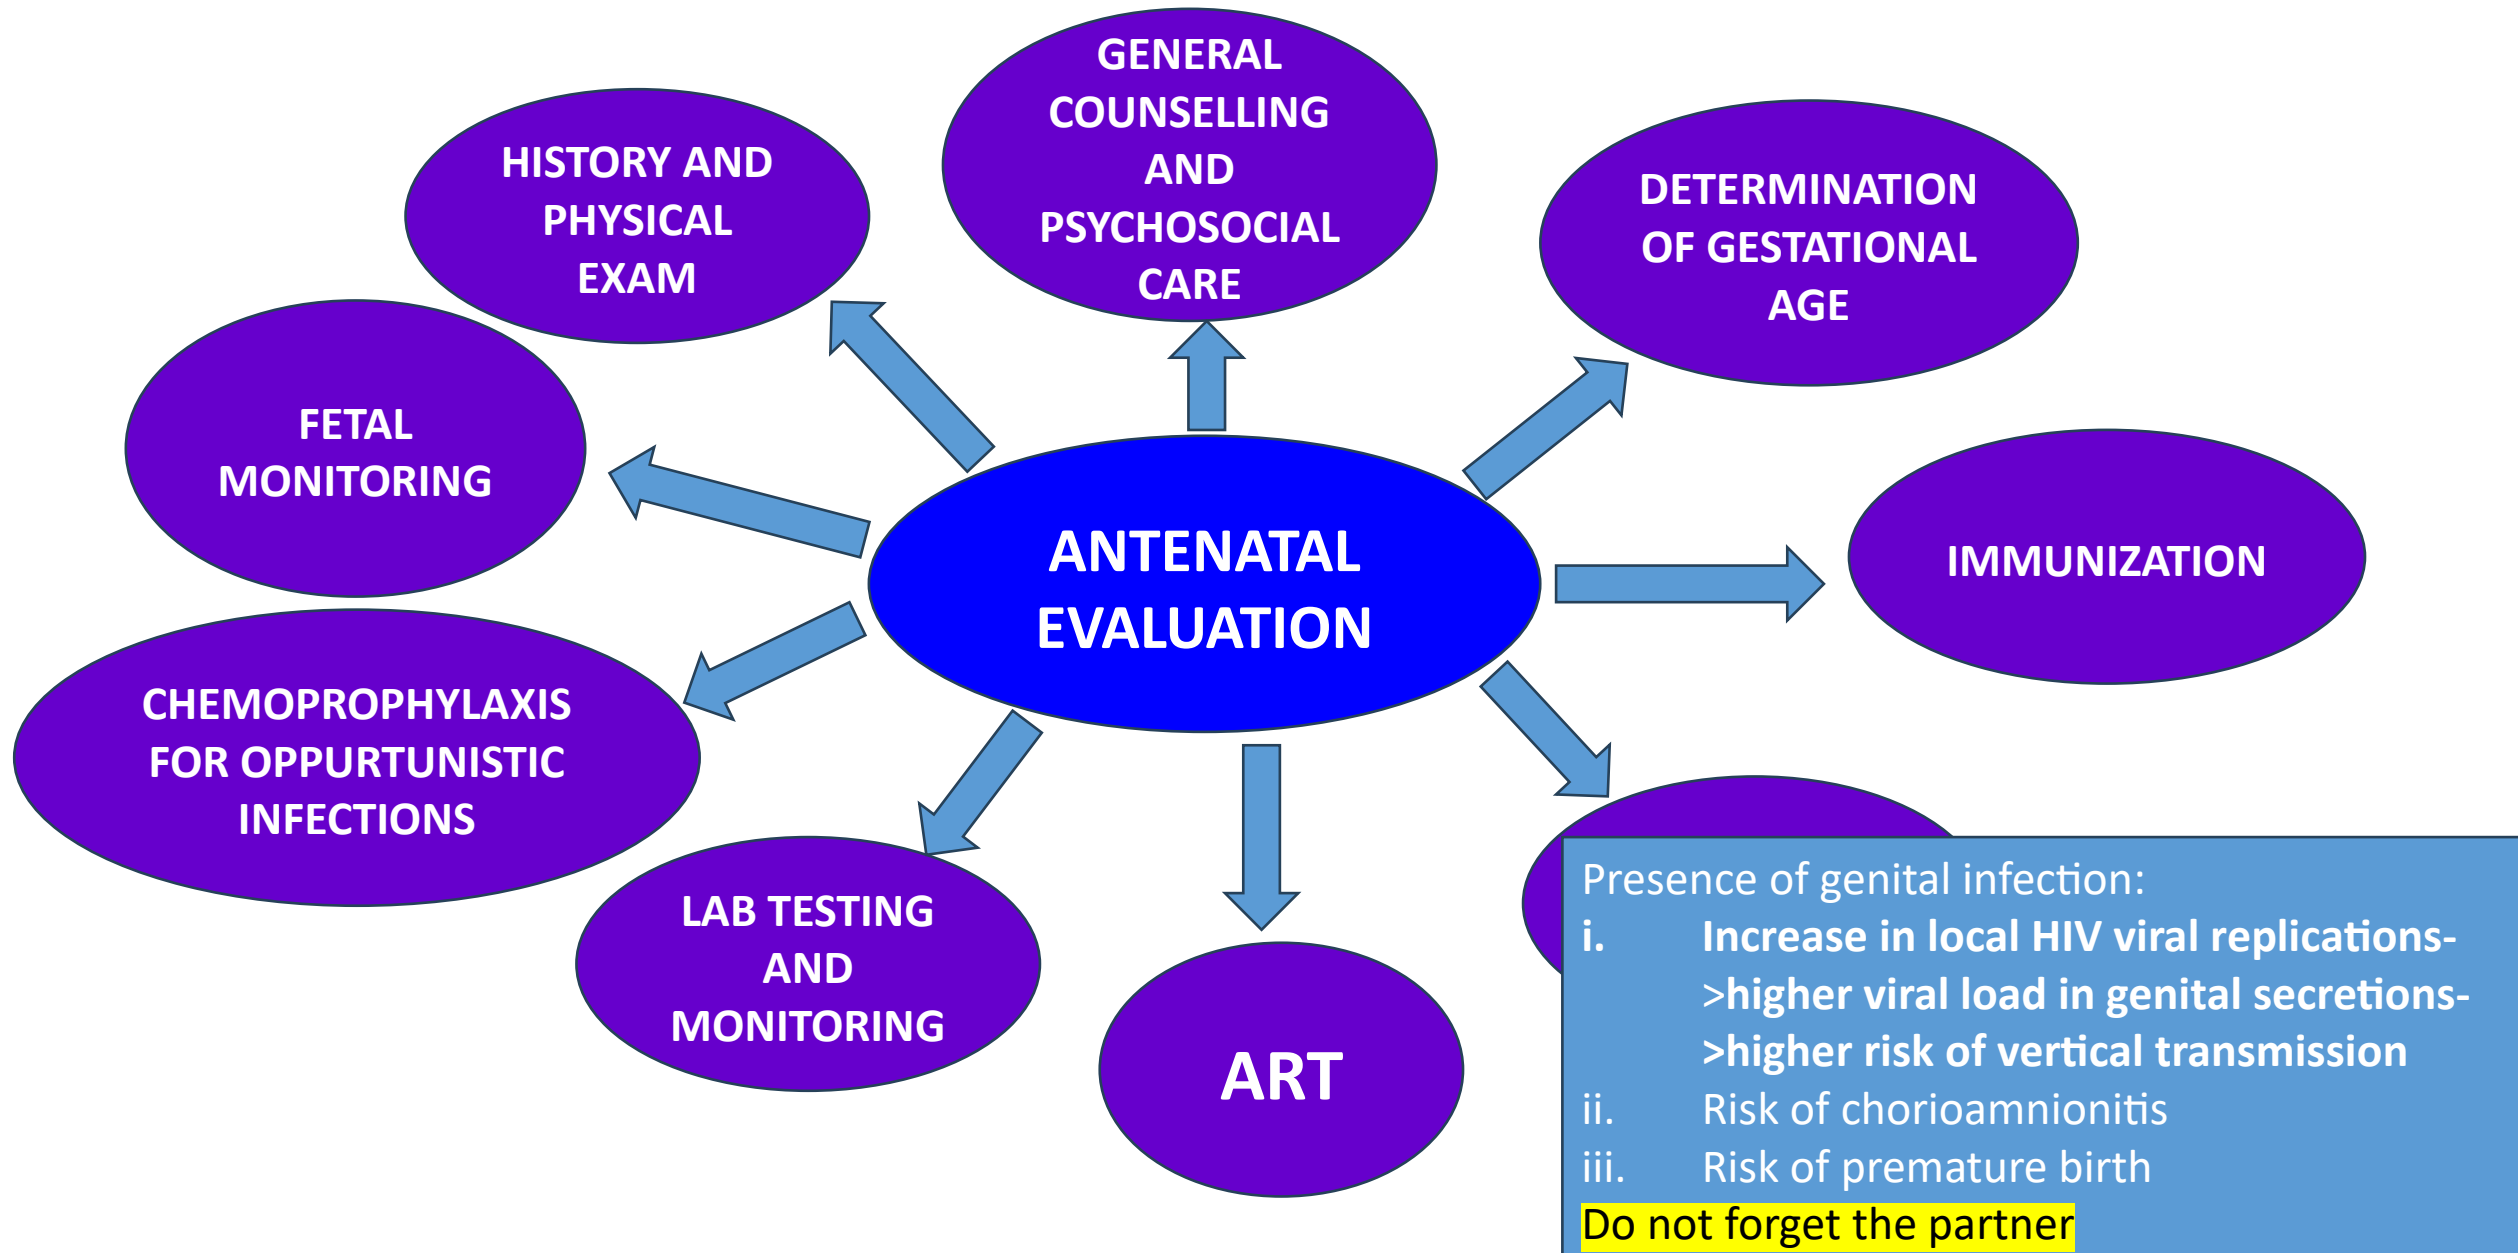 GENERAL
COUNSELLING
AND
PSYCHOSOCIAL
CARE
HISTORY AND
PHYSICAL
EXAM
DETERMINATION
OF GESTATIONAL
AGE
FETAL
MONITORING
IMMUNIZATION
ANTENATAL
EVALUATION
CHEMOPROPHYLAXIS
FOR OPPURTUNISTIC
INFECTIONS
LAB TESTING
AND
MONITORING
ART
Presence of genital infection:
i. Increase in local HIV viral replications-
>higher viral load in genital secretions-
>higher risk of vertical transmission
ii. Risk of chorioamnionitis
iii. Risk of premature birth
Do not forget the partner